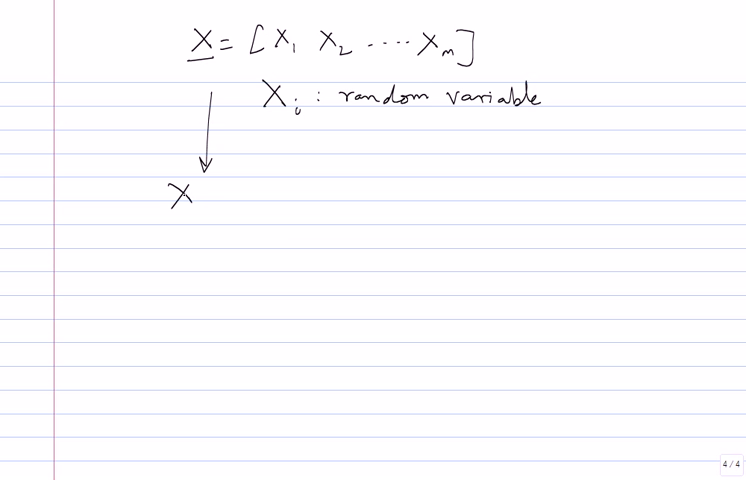 X = [ X1 X2 .... Xm ]
Xi : random variable
X
4 / 4